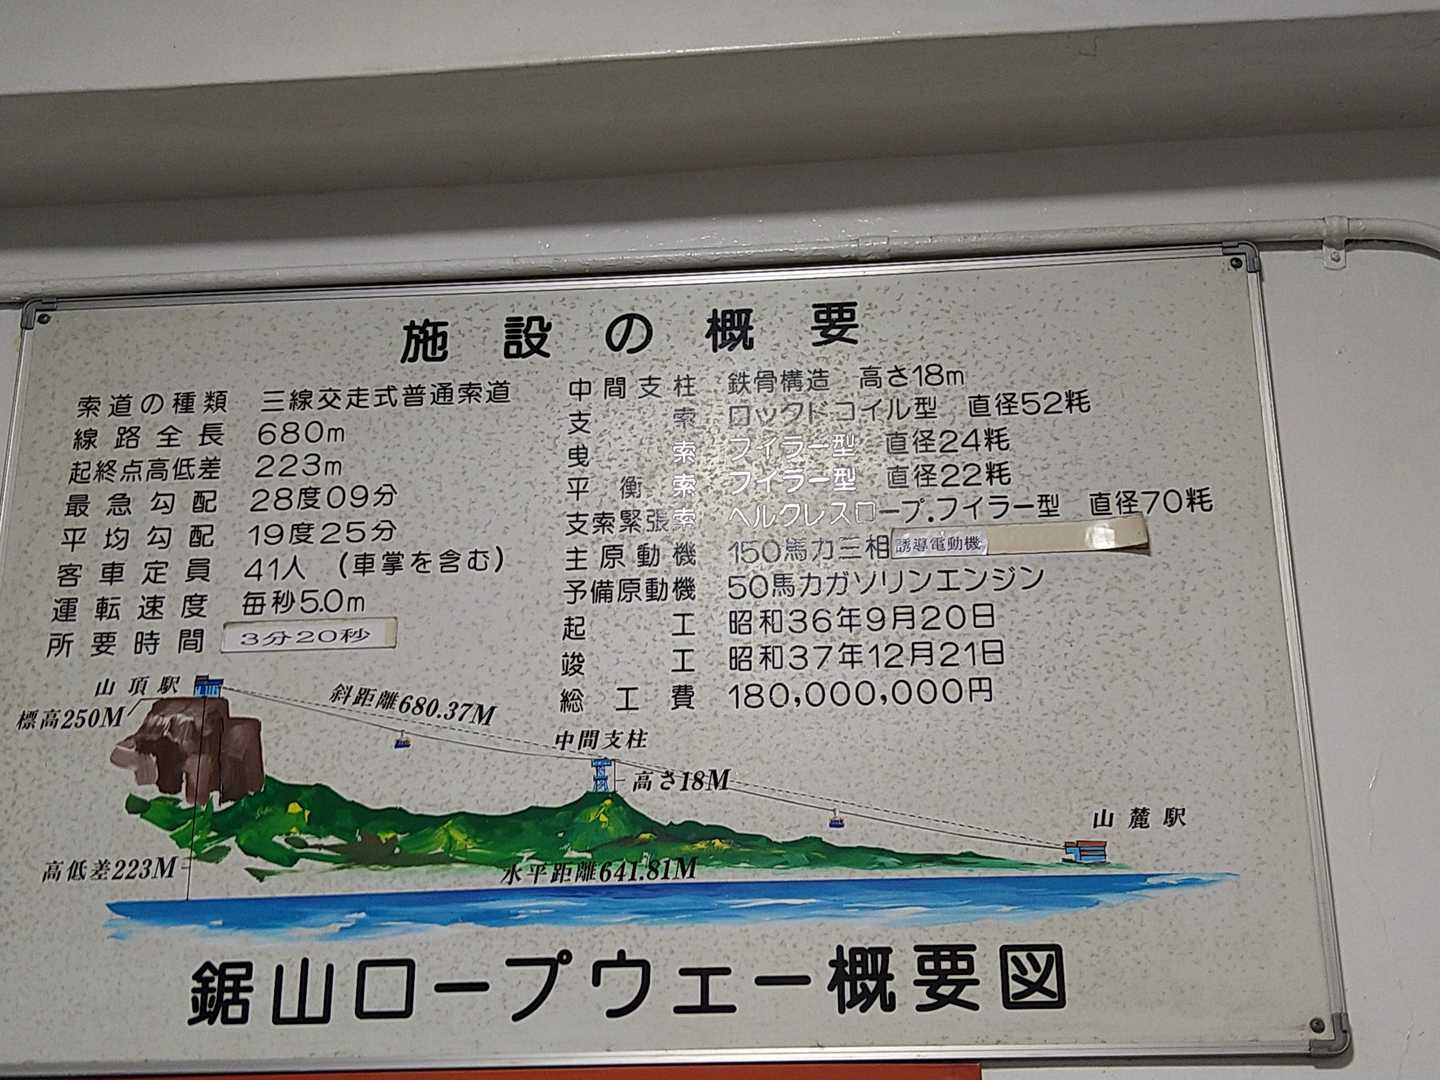 施設の概要
索道の種類 三線交走式普通索道
線路全長 680m
起終点高低差 223m
最急勾配 28度09分
平均勾配 19度25分
客車定員 41人 (車掌を含む)
運転速度 毎秒5.0m
所要時間 3分20秒
中間支柱 鉄骨構造 高さ18m
支索 ロックドコイル型 直径52粍
曳索 フィラー型 直径24粍
平衡索 フィラー型 直径22粍
支索緊張索 ヘルクレスロープ.フィラー型 直径70粍
主原動機 150馬力三相誘導電動機
予備原動機 50馬力ガソリンエンジン
起工 昭和36年9月20日
竣工 昭和37年12月21日
総工費 180,000,000円
山頂駅
標高250M
斜距離680.37M
中間支柱
高さ18M
山麓駅
高低差223M
水平距離641.81M
鋸山ロープウェー概要図